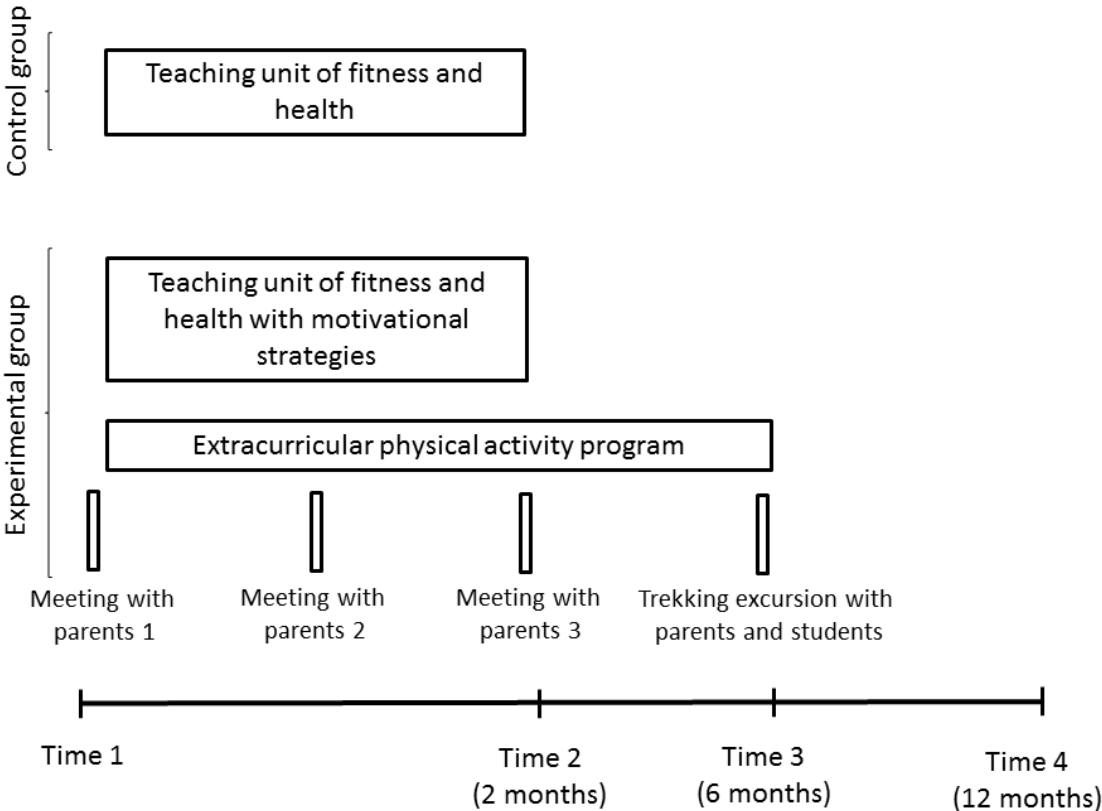 Control group
Teaching unit of fitness and
health
Experimental group
Teaching unit of fitness and
health with motivational
strategies
Extracurricular physical activity program
Meeting with
parents 1
Meeting with
parents 2
Meeting with
parents 3
Trekking excursion with
parents and students
Time 1
Time 2
(2 months)
Time 3
(6 months)
Time 4
(12 months)